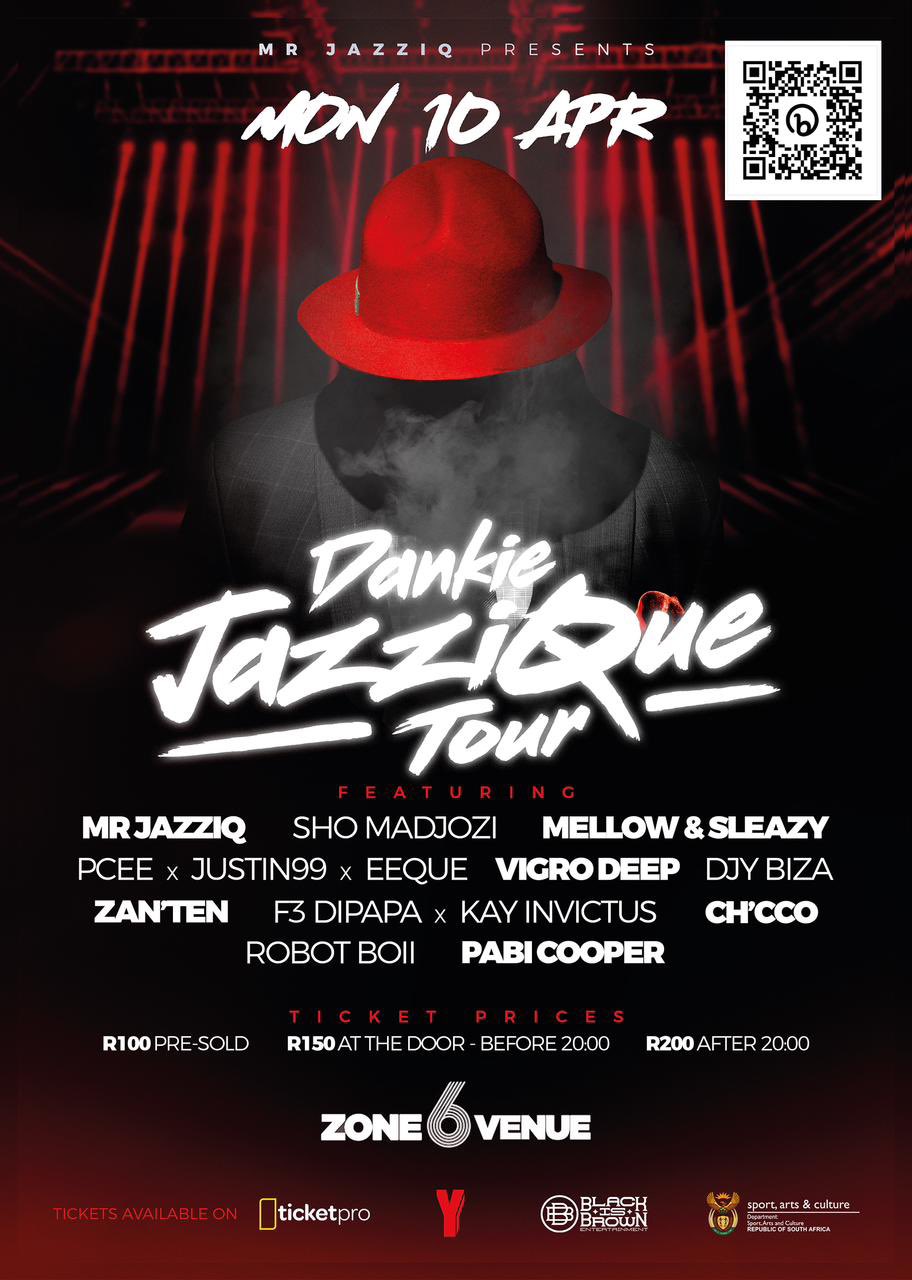 MR JAZZIQ PRESENTS
MON 10 APR
b
Dankie
JazziQue
Tour
FEATURING
MR JAZZIQ SHO MADJOZI MELLOW & SLEAZY
PCEE x JUSTIN99 x EEQUE VIGRO DEEP DJY BIZA
ZAN'TEN F3 DIPAPA x KAY INVICTUS CH'CCO
ROBOT BOII PABI COOPER
TICKET PRICES
R100 PRE-SOLD R150 AT THE DOOR - BEFORE 20:00 R200 AFTER 20:00
ZONE 6 VENUE
TICKETS AVAILABLE ON ticketpro
Y
B BLACK
IS
BROWN
ENTERTAINMENT
sport, arts & culture
Department:
Sport, Arts and Culture
REPUBLIC OF SOUTH AFRICA